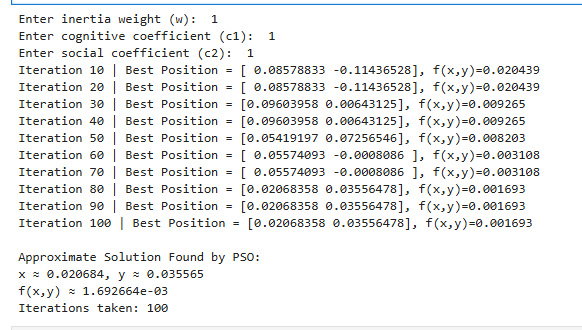 Enter inertia weight (w):  1
Enter cognitive coefficient (c1):  1
Enter social coefficient (c2):  1
Iteration 10 | Best Position = [ 0.08578833 -0.11436528], f(x,y)=0.020439
Iteration 20 | Best Position = [ 0.08578833 -0.11436528], f(x,y)=0.020439
Iteration 30 | Best Position = [0.09603958 0.00643125], f(x,y)=0.009265
Iteration 40 | Best Position = [0.09603958 0.00643125], f(x,y)=0.009265
Iteration 50 | Best Position = [0.05419197 0.07256546], f(x,y)=0.008203
Iteration 60 | Best Position = [ 0.05574093 -0.0008086 ], f(x,y)=0.003108
Iteration 70 | Best Position = [ 0.05574093 -0.0008086 ], f(x,y)=0.003108
Iteration 80 | Best Position = [0.02068358 0.03556478], f(x,y)=0.001693
Iteration 90 | Best Position = [0.02068358 0.03556478], f(x,y)=0.001693
Iteration 100 | Best Position = [0.02068358 0.03556478], f(x,y)=0.001693
Approximate Solution Found by PSO:
x ≈ 0.020684, y ≈ 0.035565
f(x,y) ≈ 1.692664e-03
Iterations taken: 100